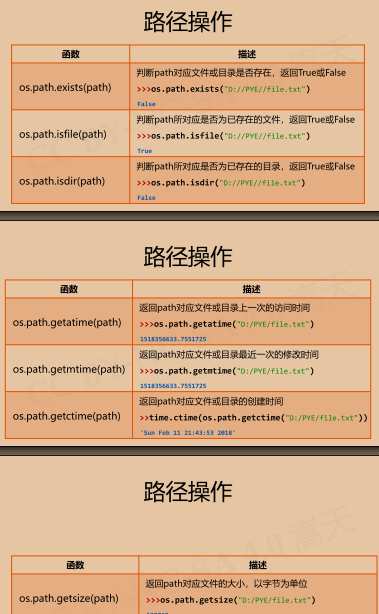 路径操作
函数 描述
os.path.exists(path)
判断path对应文件或目录是否存在，返回True或False
>>>os.path.exists("D://PYE//file.txt")
False
os.path.isfile(path)
判断path所对应是否为已存在的文件，返回True或False
>>>os.path.isfile("D://PYE//file.txt")
True
os.path.isdir(path)
判断path所对应是否为已存在的目录，返回True或False
>>>os.path.isdir("D://PYE//file.txt")
False
路径操作
函数 描述
os.path.getatime(path)
返回path对应文件或目录上一次的访问时间
>>>os.path.getatime("D:/PYE/file.txt")
1518356633.7551725
os.path.getmtime(path)
返回path对应文件或目录最近一次的修改时间
>>>os.path.getmtime("D:/PYE/file.txt")
1518356633.7551725
os.path.getctime(path)
返回path对应文件或目录的创建时间
>>time.ctime(os.path.getctime("D:/PYE/file.txt"))
'Sun Feb 11 21:43:53 2018'
路径操作
函数 描述
os.path.getsize(path)
返回path对应文件的大小，以字节为单位
>>>os.path.getsize("D:/PYE/file.txt")